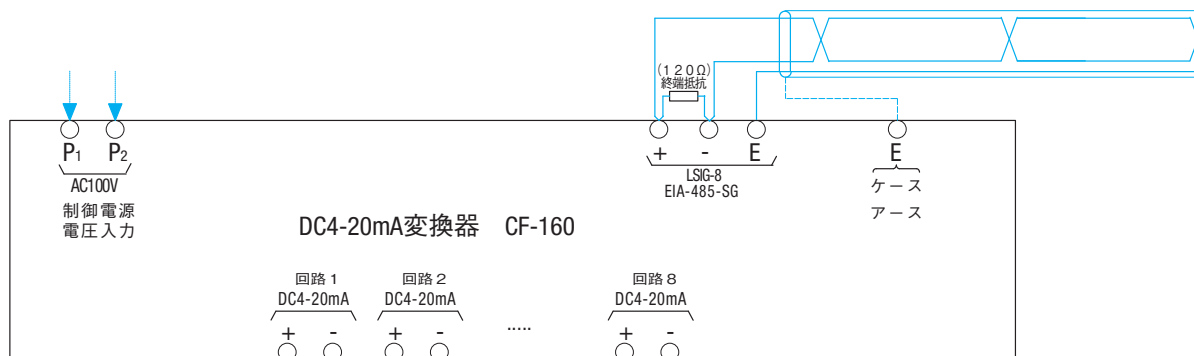 (120Ω)
終端抵抗
P1 P2
+ - E
E
AC100V
LSIG-8
EIA-485-SG
ケース
アース
制御電源
電圧入力
DC4-20mA変換器 CF-160
回路1 回路2 回路8
DC4-20mA DC4-20mA ..... DC4-20mA
+ - + - + -